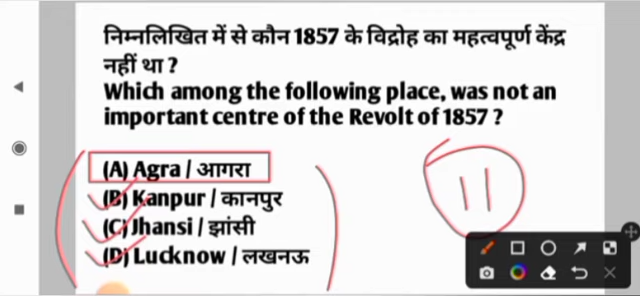 निम्नलिखित में से कौन 1857 के विद्रोह का महत्वपूर्ण केंद्र
नहीं था ?
Which among the following place, was not an
important centre of the Revolt of 1857 ?
(A) Agra / आगरा
(B) Kanpur / कानपुर
(C) Jhansi / झांसी
(D) Lucknow / लखनऊ
11